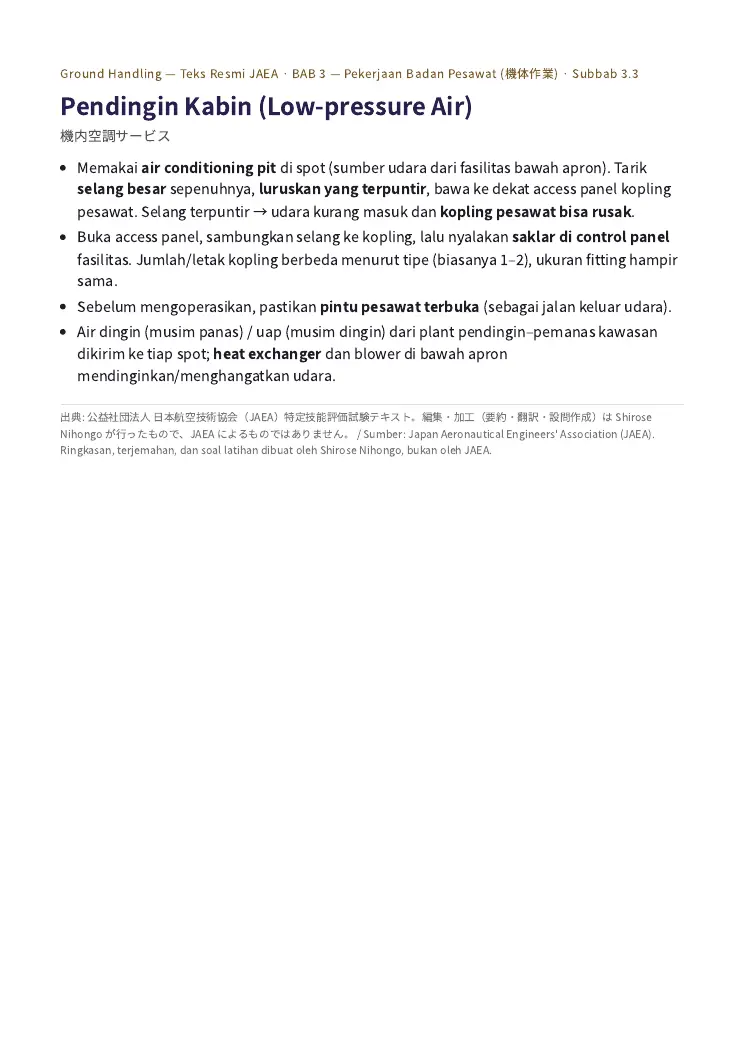 Ground Handling — Teks Resmi JAEA · BAB 3 — Pekerjaan Badan Pesawat (機体作業) · Subbab 3.3
Pendingin Kabin (Low-pressure Air)
機内空調サービス
• Memakai air conditioning pit di spot (sumber udara dari fasilitas bawah apron). Tarik
selang besar sepenuhnya, luruskan yang terpuntir, bawa ke dekat access panel kopling
pesawat. Selang terpuntir → udara kurang masuk dan kopling pesawat bisa rusak.
• Buka access panel, sambungkan selang ke kopling, lalu nyalakan saklar di control panel
fasilitas. Jumlah/letak kopling berbeda menurut tipe (biasanya 1–2), ukuran fitting hampir
sama.
• Sebelum mengoperasikan, pastikan pintu pesawat terbuka (sebagai jalan keluar udara).
• Air dingin (musim panas) / uap (musim dingin) dari plant pendingin–pemanas kawasan
dikirim ke tiap spot; heat exchanger dan blower di bawah apron
mendinginkan/menghangatkan udara.
出典: 公益社団法人 日本航空技術協会（JAEA）特定技能評価試験テキスト。編集・加工（要約・翻訳・設問作成）は Shirose
Nihongo が行ったもので、JAEA によるものではありません。 / Sumber: Japan Aeronautical Engineers' Association (JAEA).
Ringkasan, terjemahan, dan soal latihan dibuat oleh Shirose Nihongo, bukan oleh JAEA.